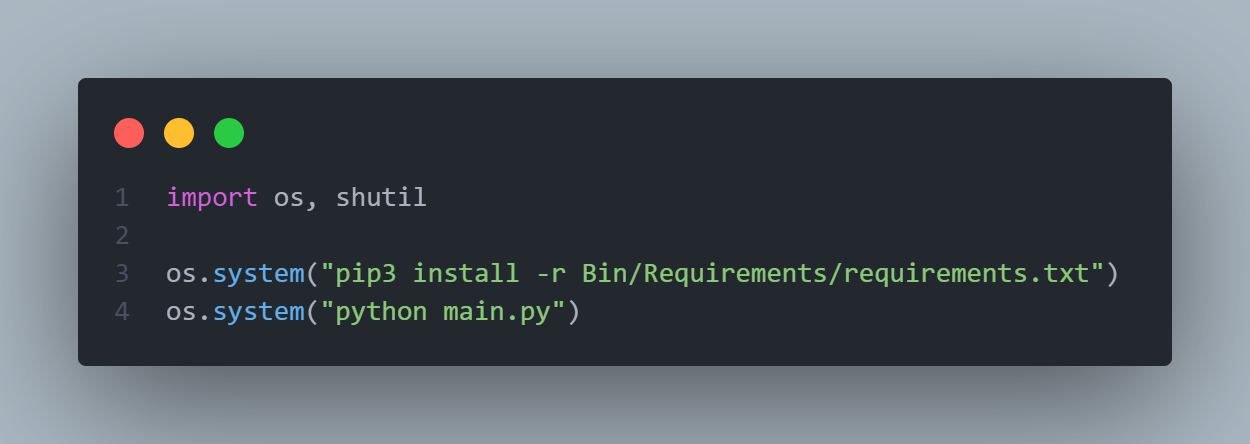 1 import os, shutil
2
3 os.system("pip3 install -r Bin/Requirements/requirements.txt")
4 os.system("python main.py")